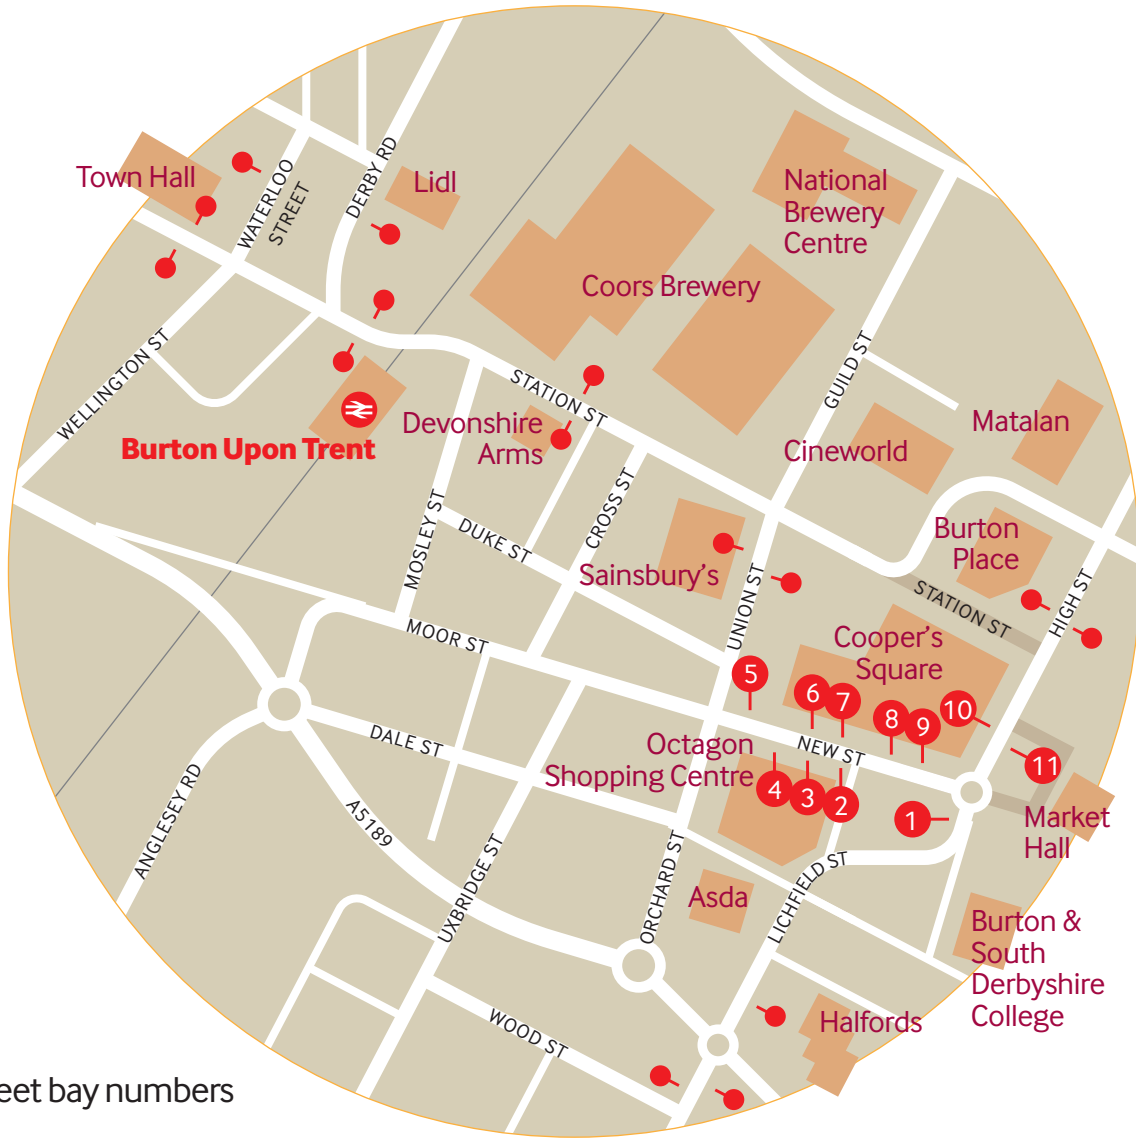 Town Hall
WATERLOO
STREET
DERBY RD
Lidl
National
Brewery
Centre
Coors Brewery
WELLINGTON ST
Burton Upon Trent
STATION ST
Devonshire
Arms
GUILD ST
Cineworld
Matalan
MOSLEY ST
DUKE ST
CROSS ST
Sainsbury's
UNION ST
Burton
Place
STATION ST
HIGH ST
MOOR ST
Cooper's
Square
5
6
7
8
9
10
11
NEW ST
Octagon
Shopping Centre
4
3
2
1
Market
Hall
DALE ST
ANGLESEY RD
A5189
UXBRIDGE ST
ORCHARD ST
LICHFIELD ST
Asda
Burton &
South
Derbyshire
College
Halfords
WOOD ST
eet bay numbers